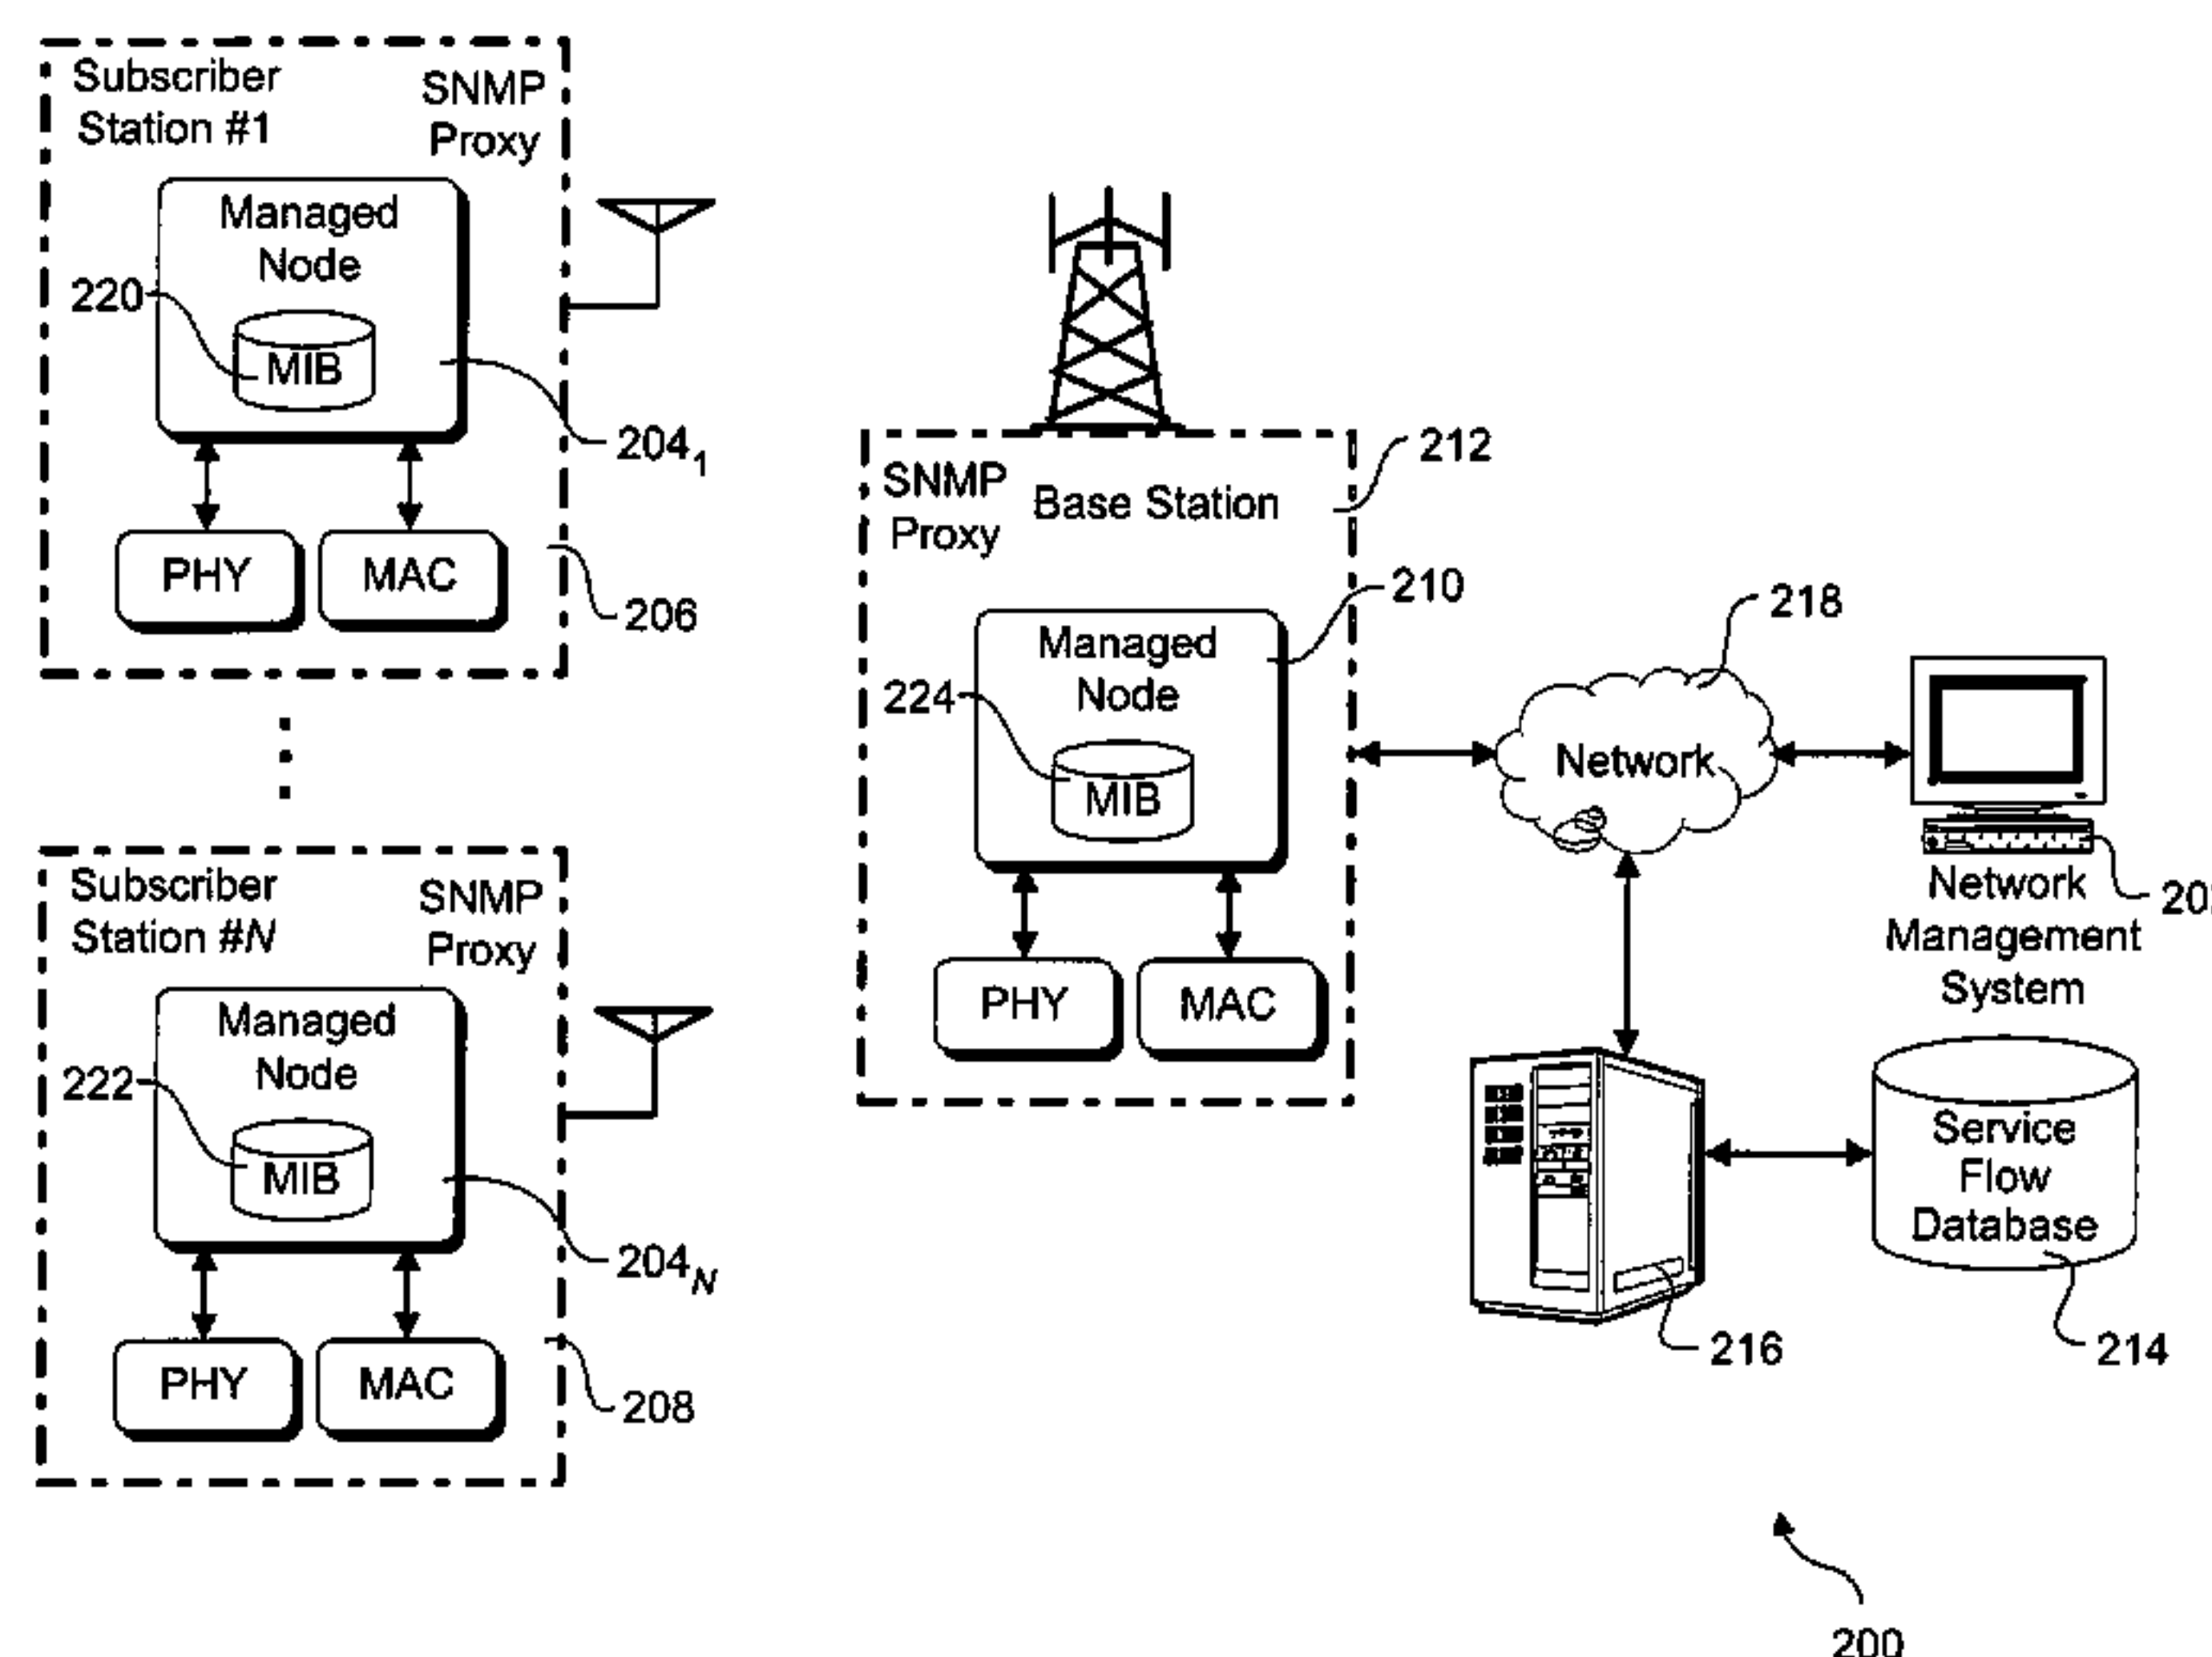 Subscriber
Station #1
SNMP
Proxy
Managed
Node
220
MIB
204₁
PHY
MAC
206
Subscriber
Station #N
SNMP
Proxy
Managed
Node
222
MIB
204N
PHY
MAC
208
SNMP
Proxy
Base Station
212
210
Managed
Node
224
MIB
PHY
MAC
218
Network
Network
Management
System
Service
Flow
Database
216
214
200